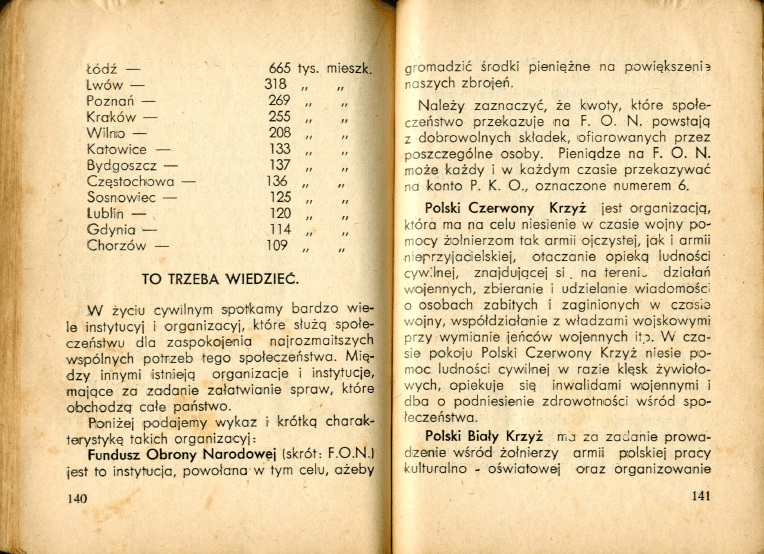 Łódź — 665 tys. mieszk.
Lwów — 318 „ „
Poznań — 269 „ „
Kraków — 255 „ „
Wilno — 208 „ „
Katowice — 133 „ „
Bydgoszcz — 137 „ „
Częstochowa — 136 „ „
Sosnowiec — 125 „ „
Lublin — 120 „ „
Gdynia — 114 „ „
Chorzów — 109 „ „
TO TRZEBA WIEDZIEĆ.
W życiu cywilnym spotkamy bardzo wie-
le instytucyj i organizacyj, które służą społe-
czeństwu dla zaspokojenia najrozmaitszych
wspólnych potrzeb tego społeczeństwa. Mię-
dzy innymi istnieją organizacje i instytucje,
mające za zadanie załatwianie spraw, które
obchodzą całe państwo.
Poniżej podajemy wykaz i krótką charak-
terystykę takich organizacyj:
Fundusz Obrony Narodowej (skrót: F.O.N.)
jest to instytucja, powołana w tym celu, ażeby
140
gromadzić środki pieniężne na powiększenie
naszych zbrojeń.
Należy zaznaczyć, że kwoty, które społe-
czeństwo przekazuje na F. O. N. powstają
z dobrowolnych składek, ofiarowanych przez
poszczególne osoby. Pieniądze na F. O. N.
może każdy i w każdym czasie przekazywać
na konto P. K. O., oznaczone numerem 6.
Polski Czerwony Krzyż jest organizacją,
która ma na celu niesienie w czasie wojny po-
mocy żołnierzom tak armii ojczystej, jak i armii
nieprzyjacielskiej, otaczanie opieką ludności
cywilnej, znajdującej si. na tereni. działań
wojennych, zbieranie i udzielanie wiadomości
o osobach zabitych i zaginionych w czasie
wojny, współdziałanie z władzami wojskowymi
przy wymianie jeńców wojennych itp. W cza-
sie pokoju Polski Czerwony Krzyż niesie po-
moc ludności cywilnej w razie klęsk żywioło-
wych, opiekuje się inwalidami wojennymi i
dba o podniesienie zdrowotności wśród spo-
łeczeństwa.
Polski Biały Krzyż ma za zadanie prowa-
dzenie wśród żołnierzy armii polskiej pracy
kulturalno - oświatowej oraz organizowanie
141